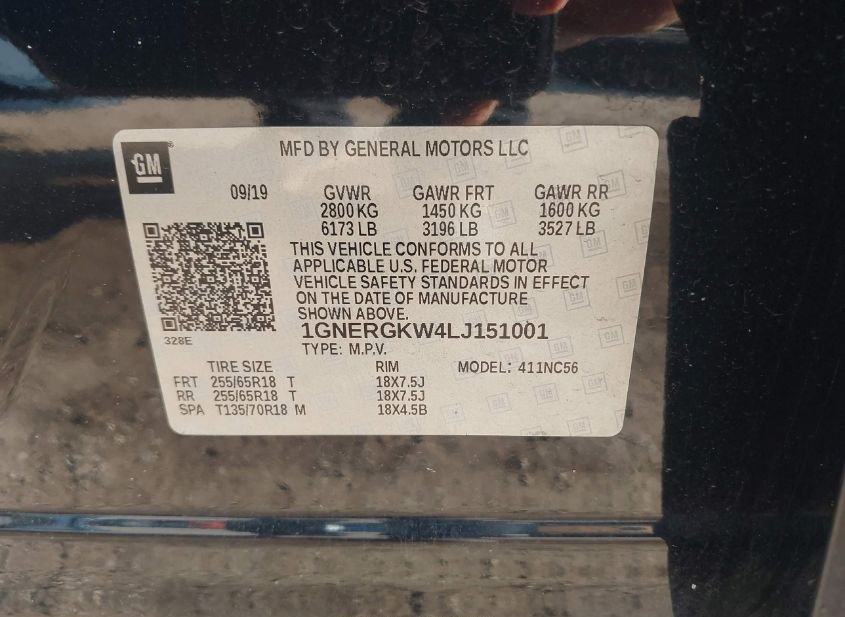 GM
MFD BY GENERAL MOTORS LLC
09/19 GVWR GAWR FRT GAWR RR
2800 KG 1450 KG 1600 KG
6173 LB 3196 LB 3527 LB
THIS VEHICLE CONFORMS TO ALL
APPLICABLE U.S. FEDERAL MOTOR
VEHICLE SAFETY STANDARDS IN EFFECT
ON THE DATE OF MANUFACTURE
SHOWN ABOVE.
328E
1GNERGKW4LJ151001
TYPE: M.P.V.
TIRE SIZE RIM MODEL: 411NC56
FRT 255/65R18 T 18X7.5J
RR 255/65R18 T 18X7.5J
SPA T135/70R18 M 18X4.5B